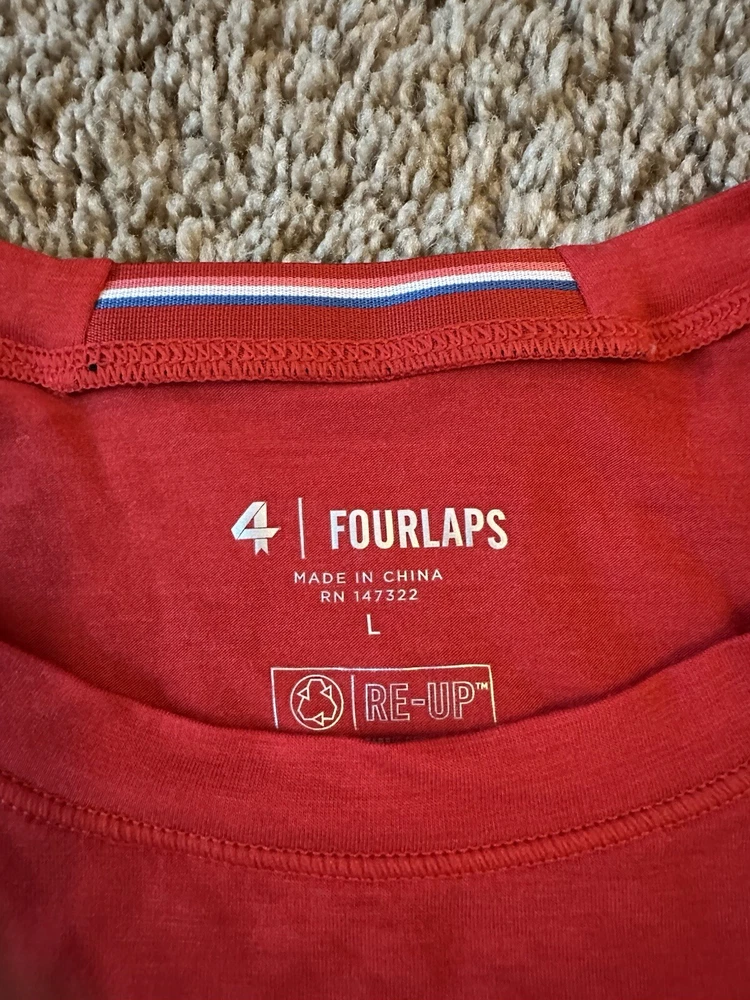 4 | FOURLAPS
MADE IN CHINA
RN 147322
L
RE-UP™